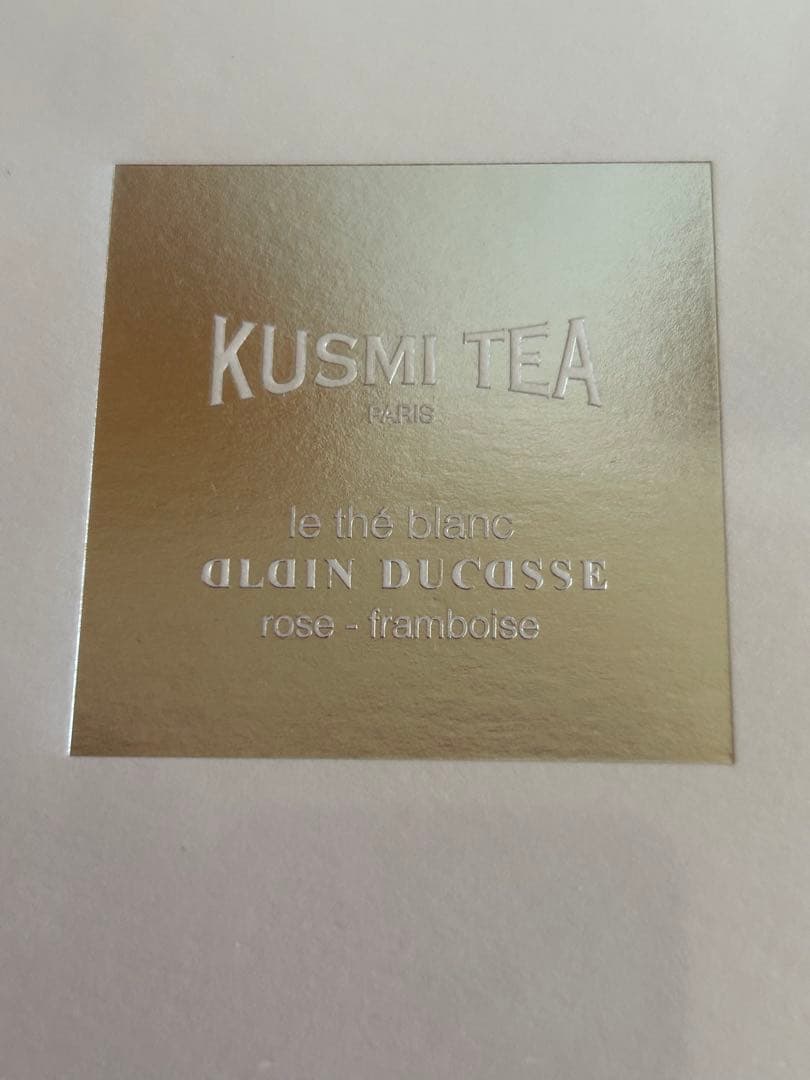 KUSMI TEA
PARIS
le thé blanc
alain DUCasse
rose - framboise